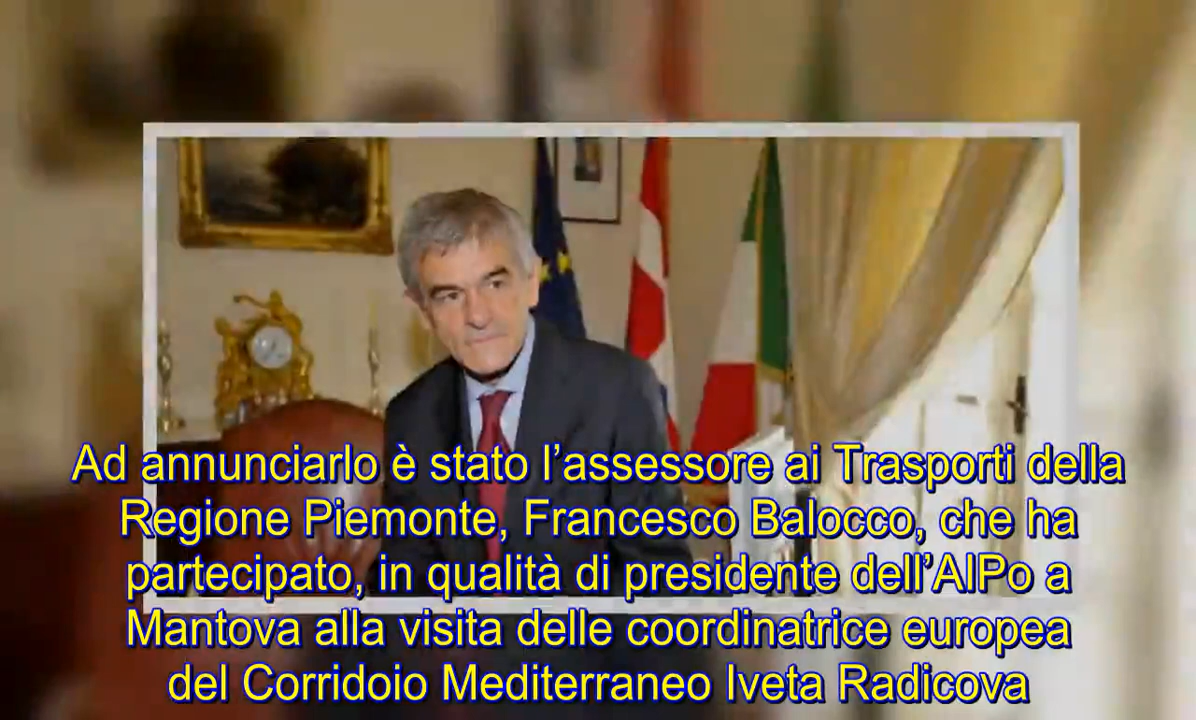 Ad annunciarlo è stato l’assessore ai Trasporti della
Regione Piemonte, Francesco Balocco, che ha
partecipato, in qualità di presidente dell’AIPo a
Mantova alla visita delle coordinatrice europea
del Corridoio Mediterraneo Iveta Radicova